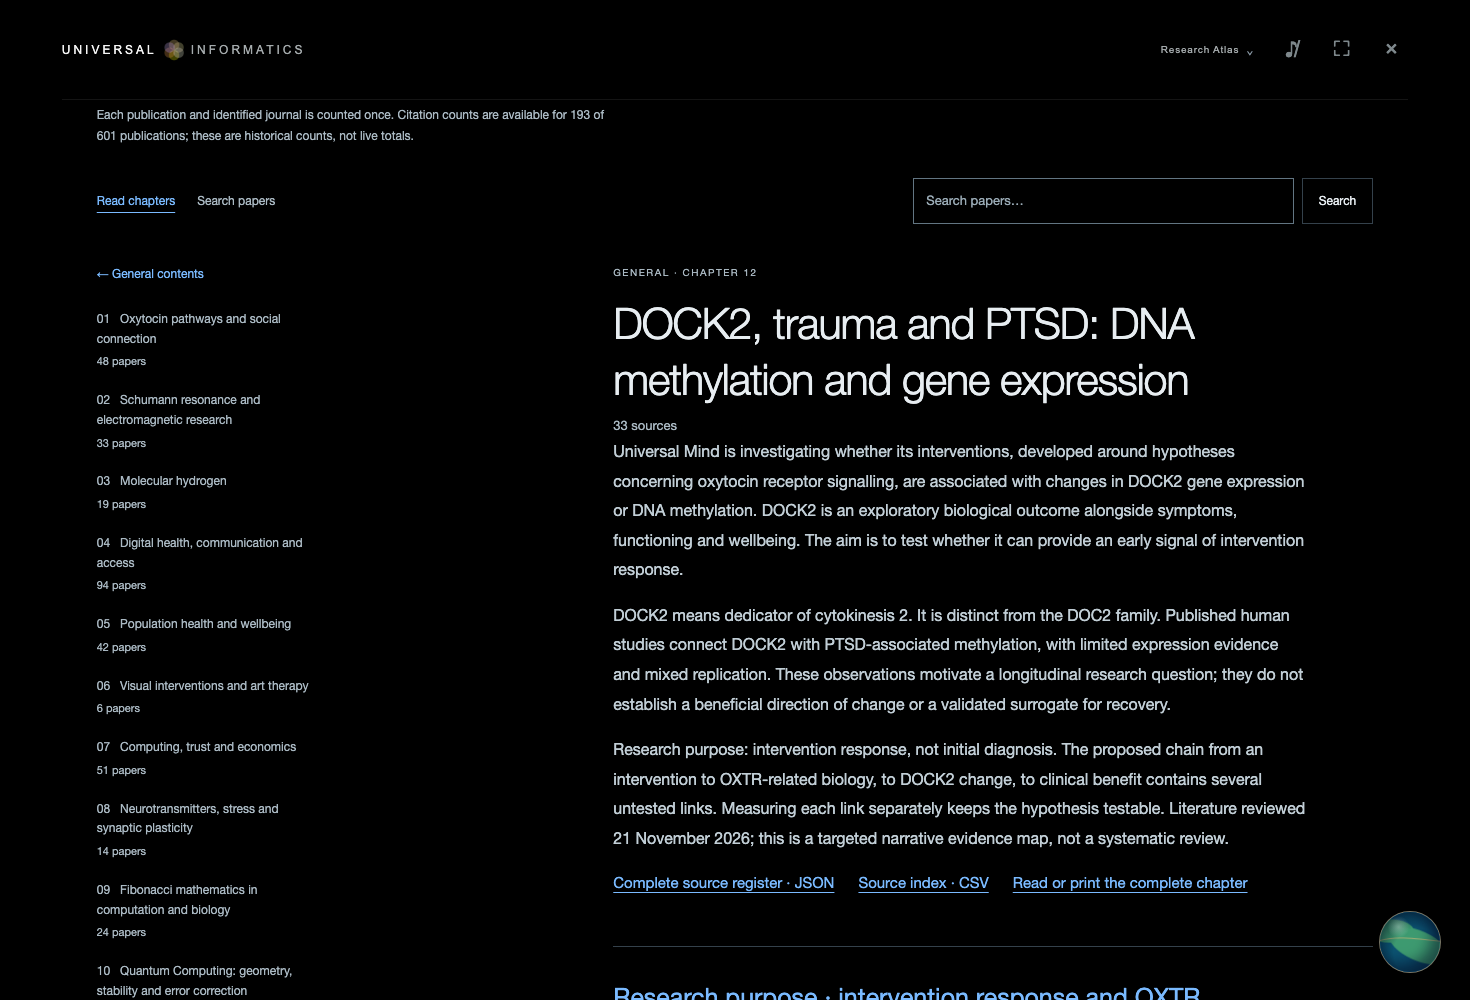 UNIVERSAL INFORMATICS
Research Atlas
Each publication and identified journal is counted once. Citation counts are available for 193 of
601 publications; these are historical counts, not live totals.
Read chapters
Search papers
Search papers...
Search
← General contents
01 Oxytocin pathways and social
connection
48 papers
02 Schumann resonance and
electromagnetic research
33 papers
03 Molecular hydrogen
19 papers
04 Digital health, communication and
access
94 papers
05 Population health and wellbeing
42 papers
06 Visual interventions and art therapy
6 papers
07 Computing, trust and economics
51 papers
08 Neurotransmitters, stress and
synaptic plasticity
14 papers
09 Fibonacci mathematics in
computation and biology
24 papers
10 Quantum Computing: geometry,
stability and error correction
GENERAL · CHAPTER 12
DOCK2, trauma and PTSD: DNA
methylation and gene expression
33 sources
Universal Mind is investigating whether its interventions, developed around hypotheses
concerning oxytocin receptor signalling, are associated with changes in DOCK2 gene expression
or DNA methylation. DOCK2 is an exploratory biological outcome alongside symptoms,
functioning and wellbeing. The aim is to test whether it can provide an early signal of intervention
response.
DOCK2 means dedicator of cytokinesis 2. It is distinct from the DOC2 family. Published human
studies connect DOCK2 with PTSD-associated methylation, with limited expression evidence
and mixed replication. These observations motivate a longitudinal research question; they do not
establish a beneficial direction of change or a validated surrogate for recovery.
Research purpose: intervention response, not initial diagnosis. The proposed chain from an
intervention to OXTR-related biology, to DOCK2 change, to clinical benefit contains several
untested links. Measuring each link separately keeps the hypothesis testable. Literature reviewed
21 November 2026; this is a targeted narrative evidence map, not a systematic review.
Complete source register · JSON
Source index · CSV
Read or print the complete chapter
Research purpose · intervention response and OXTR